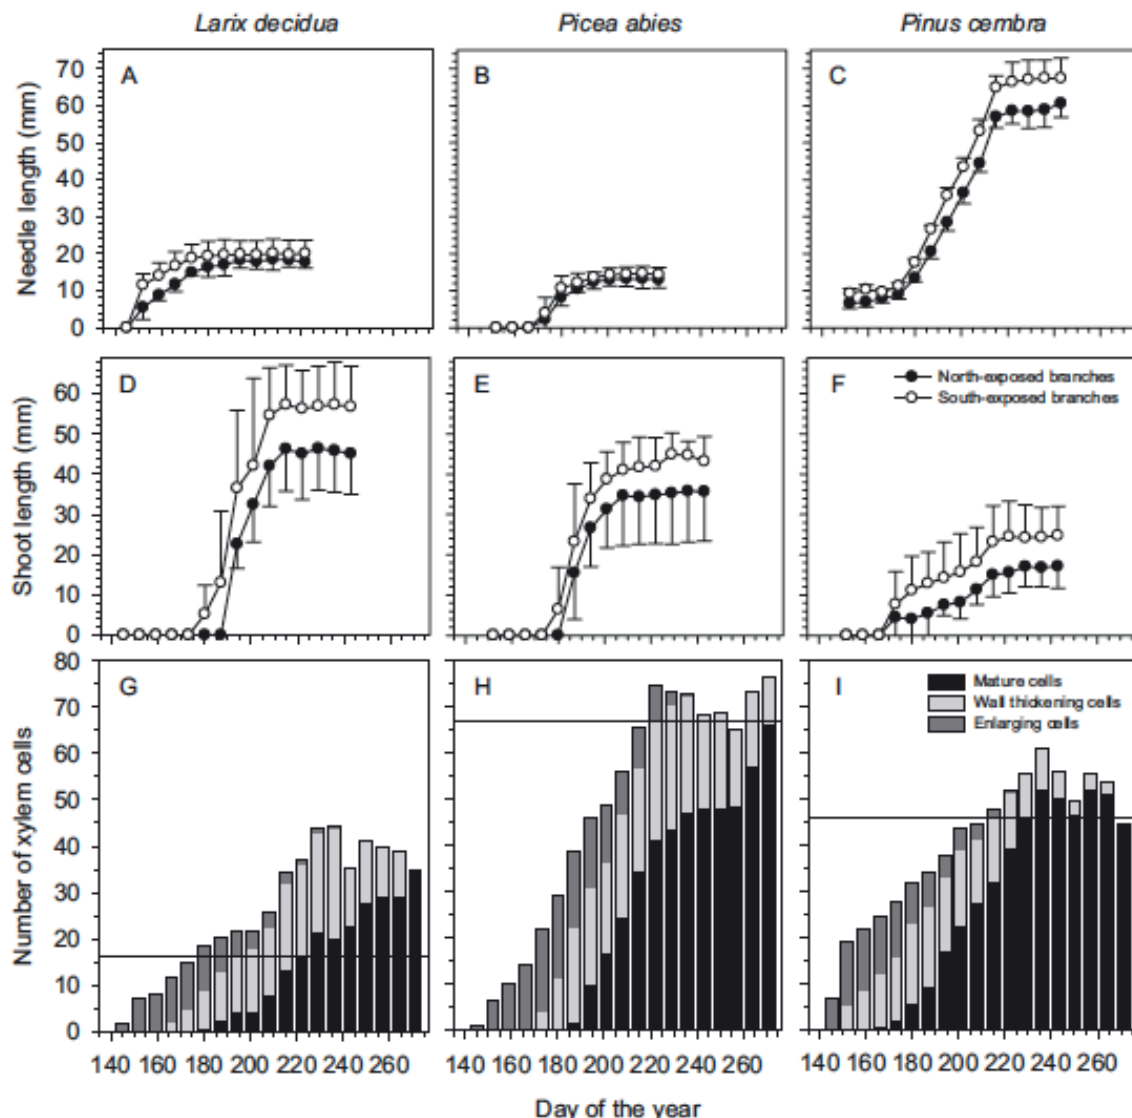 Larix decidua Picea abies Pinus cembra
Needle length (mm)
70
60
50
40
30
20
10
0
A
B
C
Shoot length (mm)
60
50
40
30
20
10
0
D
E
F
North-exposed branches
South-exposed branches
Number of xylem cells
80
70
60
50
40
30
20
10
0
G
H
I
Mature cells
Wall thickening cells
Enlarging cells
140 160 180 200 220 240 260 140 160 180 200 220 240 260 140 160 180 200 220 240 260
Day of the year